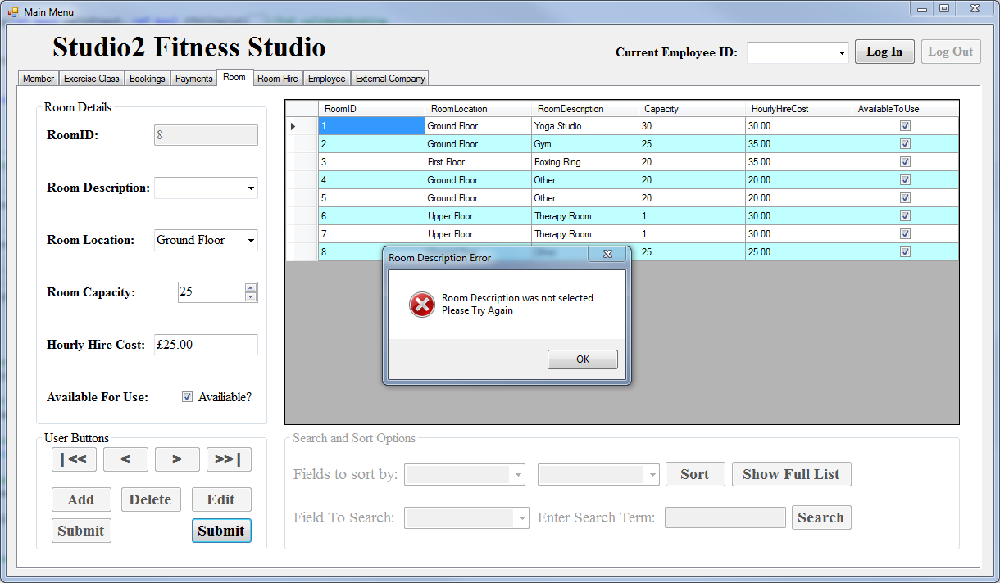 Main Menu
Studio2 Fitness Studio
Current Employee ID:
Log In
Log Out
Member
Exercise Class
Bookings
Payments
Room
Room Hire
Employee
External Company
Room Details
RoomID:
8
Room Description:
Room Location:
Ground Floor
Room Capacity:
25
Hourly Hire Cost:
£25.00
Available For Use:
Availiable?
RoomID RoomLocation RoomDescription Capacity HourlyHireCost AvailableToUse
1 Ground Floor Yoga Studio 30 30.00
2 Ground Floor Gym 25 35.00
3 First Floor Boxing Ring 20 35.00
4 Ground Floor Other 20 20.00
5 Ground Floor Other 20 20.00
6 Upper Floor Therapy Room 1 30.00
7 Upper Floor Therapy Room 1 30.00
8 25 25.00
Room Description Error
Room Description was not selected
Please Try Again
OK
User Buttons
|<<
<
>
>>|
Add
Delete
Edit
Submit
Submit
Search and Sort Options
Fields to sort by:
Sort
Show Full List
Field To Search:
Enter Search Term:
Search